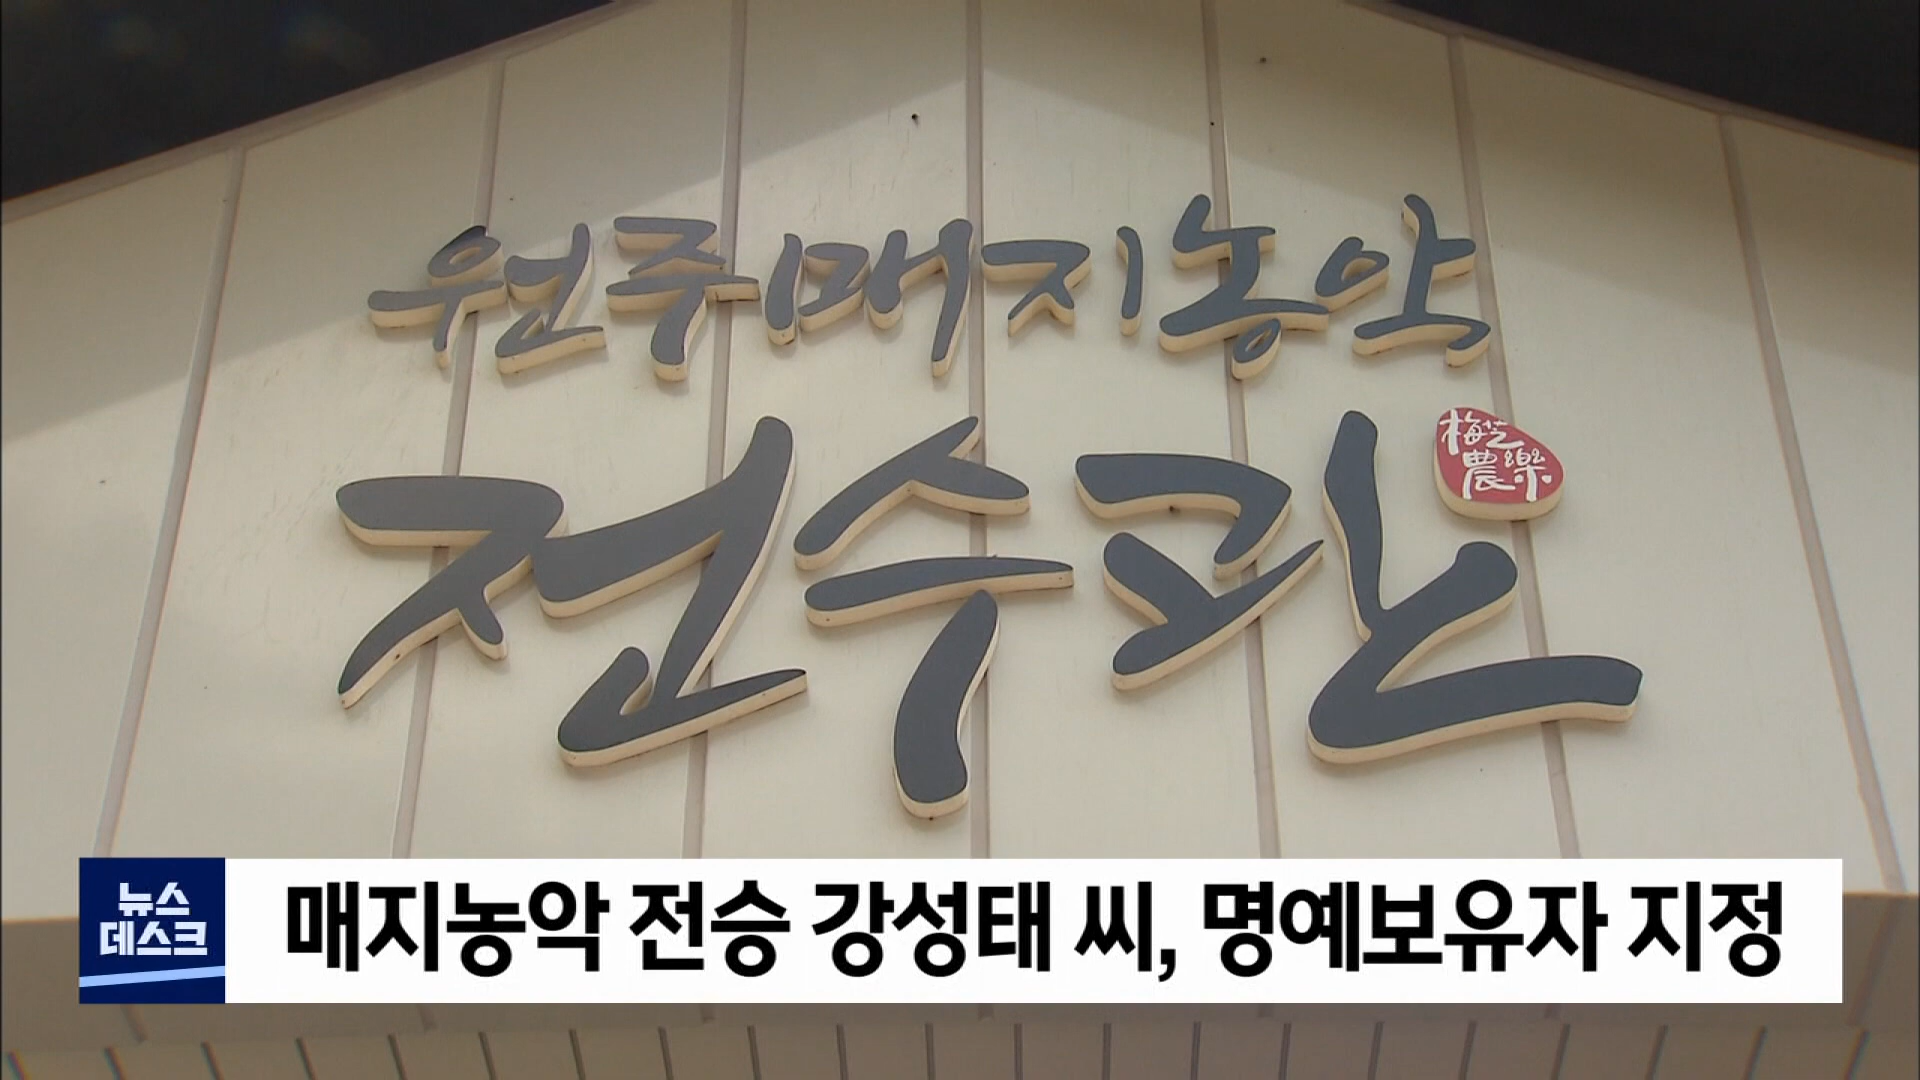 원주매지농악
전수관
梅芝
農樂
뉴스
데스크
매지농악 전승 강성태 씨, 명예보유자 지정